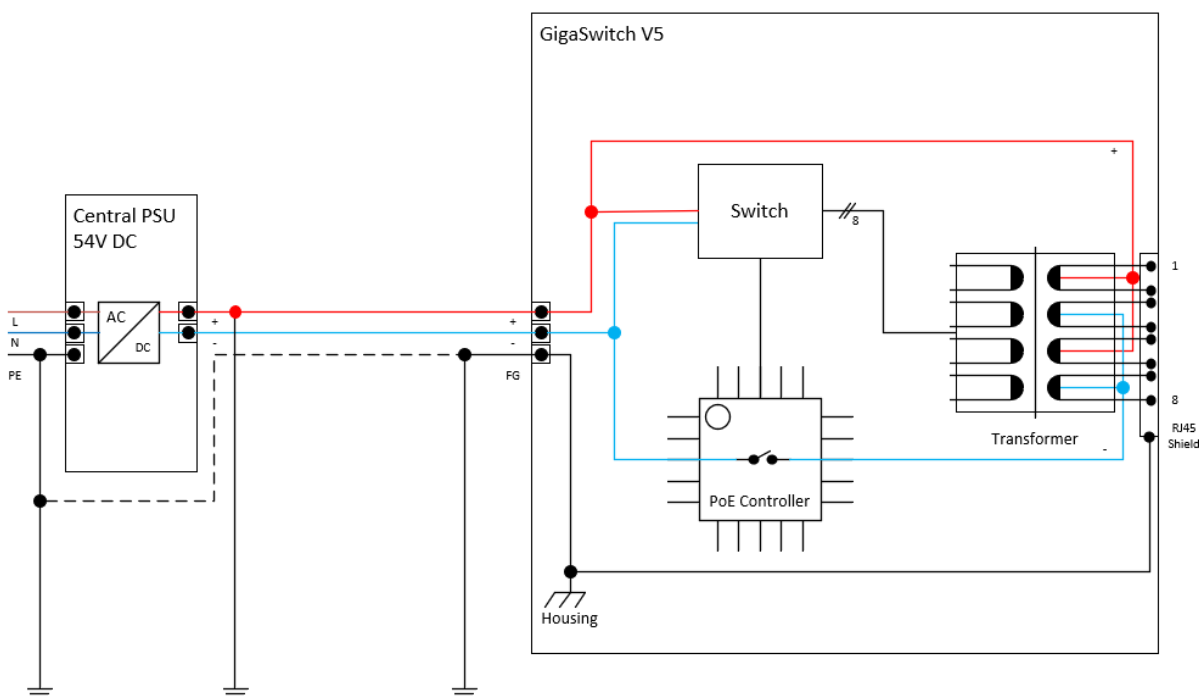 GigaSwitch V5
Central PSU
54V DC
Switch
8
AC
DC
L
N
PE
+
-
+
-
FG
+
1
8
RJ45
Shield
Transformer
-
PoE Controller
Housing